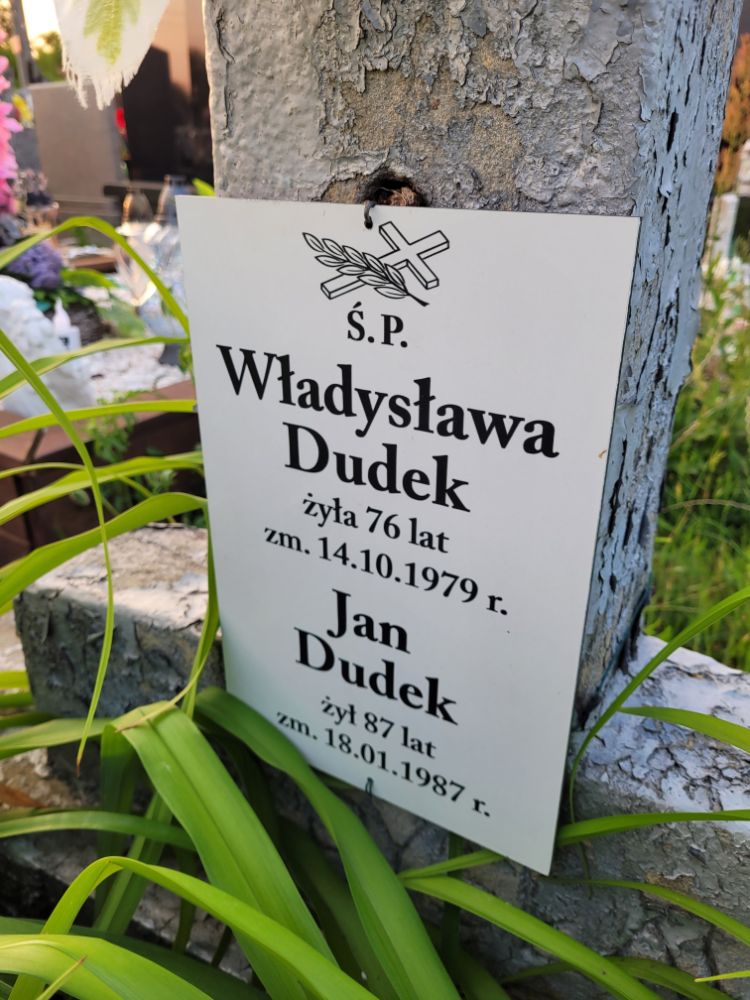 Ś.P.
Władysława
Dudek
żyła 76 lat
zm. 14.10.1979 r.
Jan
Dudek
żył 87 lat
zm. 18.01.1987 r.